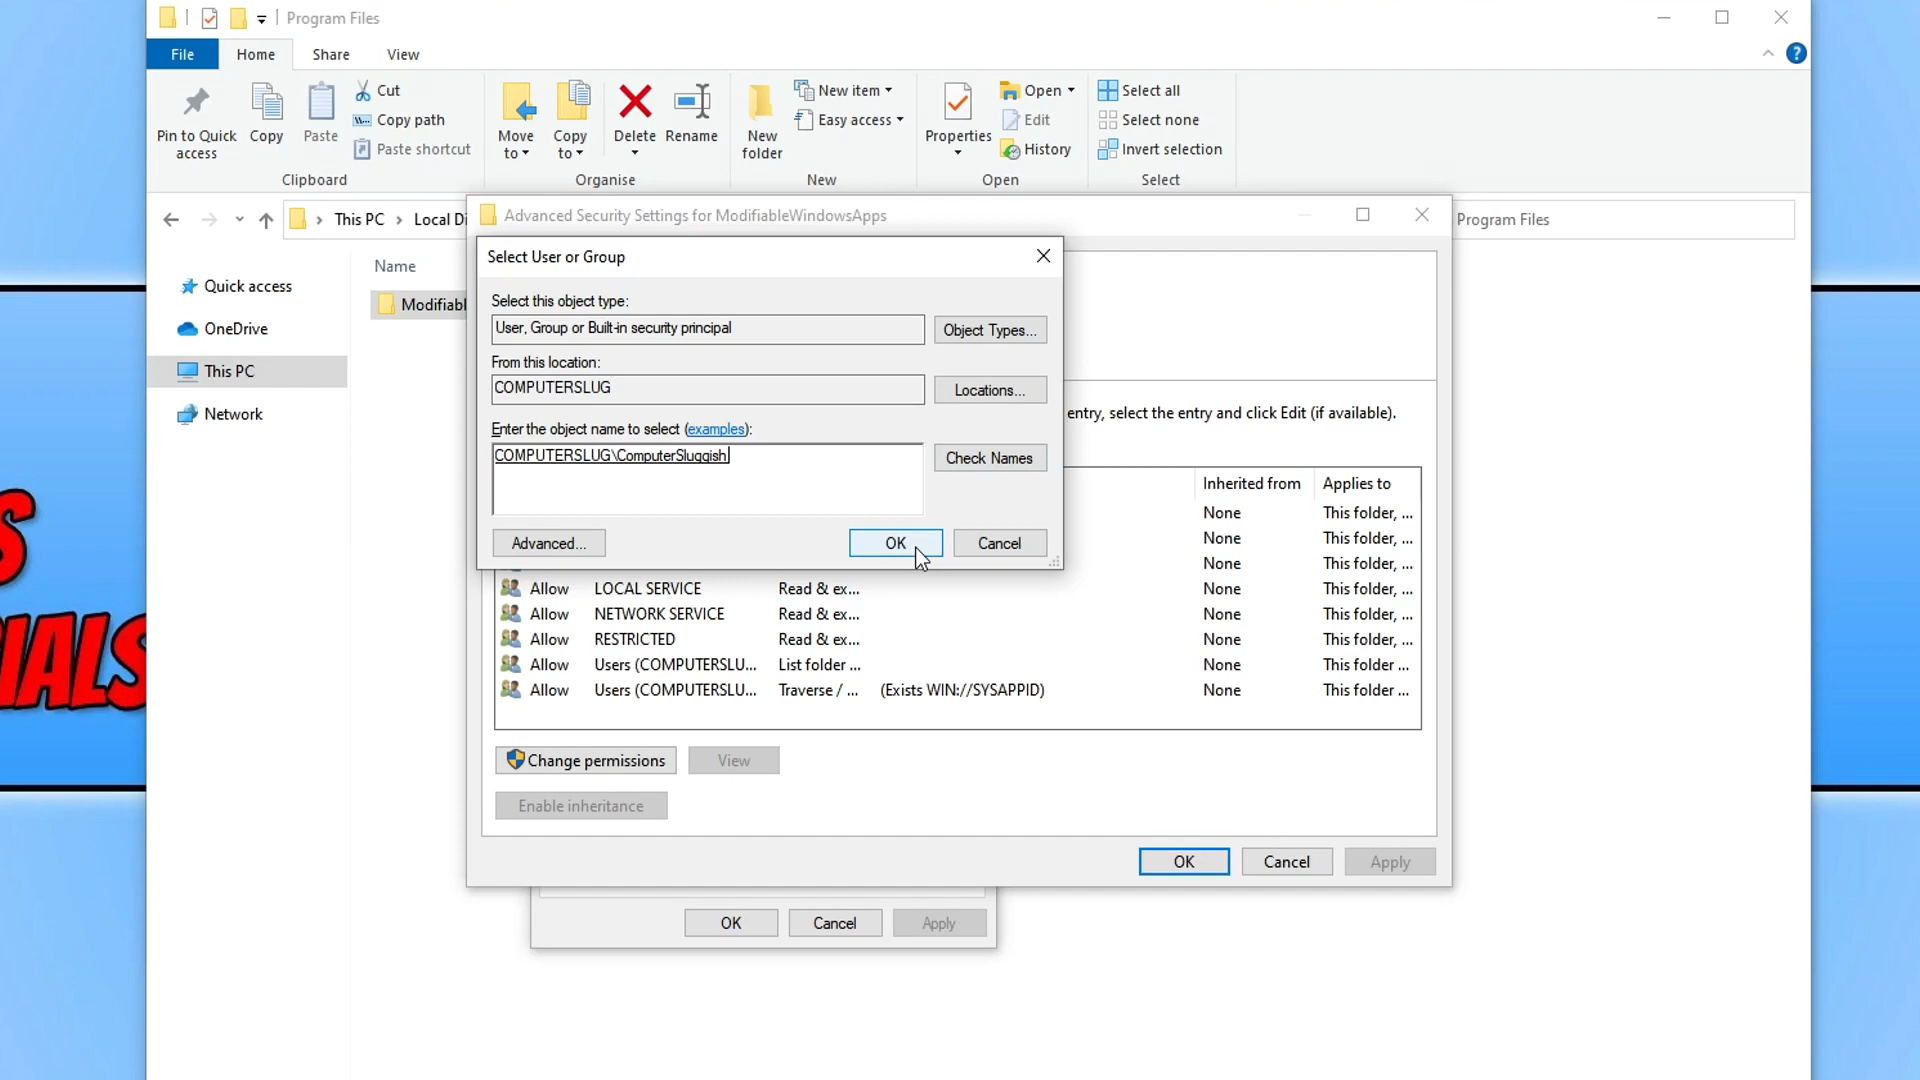 Program Files
File Home Share View
Pin to Quick access
Copy
Paste
Cut
Copy path
Paste shortcut
Clipboard
Move to
Copy to
Delete
Rename
Organise
New folder
New item
Easy access
New
Properties
Open
Edit
History
Open
Select all
Select none
Invert selection
Select
This PC Local Di
Program Files
Quick access
OneDrive
This PC
Network
Name
Modifiabl
Advanced Security Settings for ModifiableWindowsApps
Select User or Group
Select this object type:
User, Group or Built-in security principal
Object Types...
From this location:
COMPUTERSLUG
Locations...
Enter the object name to select (examples):
COMPUTERSLUG\ComputerSluggish
Check Names
Advanced...
OK
Cancel
entry, select the entry and click Edit (if available).
Inherited from Applies to
None This folder, ...
None This folder, ...
None This folder, ...
Allow LOCAL SERVICE Read & ex... None This folder, ...
Allow NETWORK SERVICE Read & ex... None This folder, ...
Allow RESTRICTED Read & ex... None This folder, ...
Allow Users (COMPUTERSLU... List folder ... None This folder ...
Allow Users (COMPUTERSLU... Traverse / ... (Exists WIN://SYSAPPID) None This folder ...
Change permissions
View
Enable inheritance
OK Cancel Apply
OK Cancel Apply
S
IALS